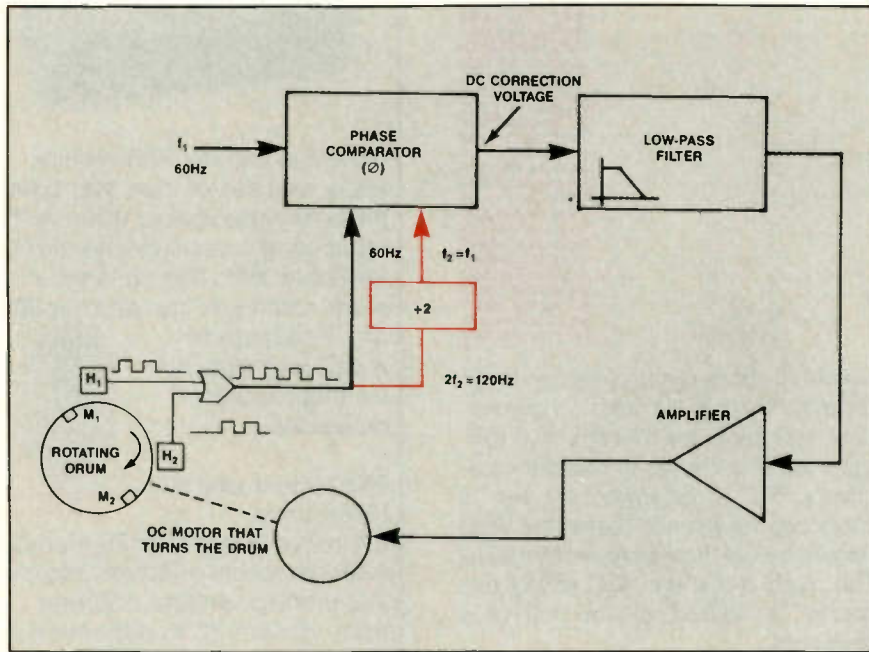 DC CORRECTION
VOLTAGE
f₁
60Hz
PHASE
COMPARATOR
(Ø)
LOW-PASS
FILTER
60Hz
f₂ = f₁
÷2
2f₂ = 120Hz
H₁
M₁
H₂
ROTATING
DRUM
M₂
AMPLIFIER
OC MOTOR THAT
TURNS THE DRUM